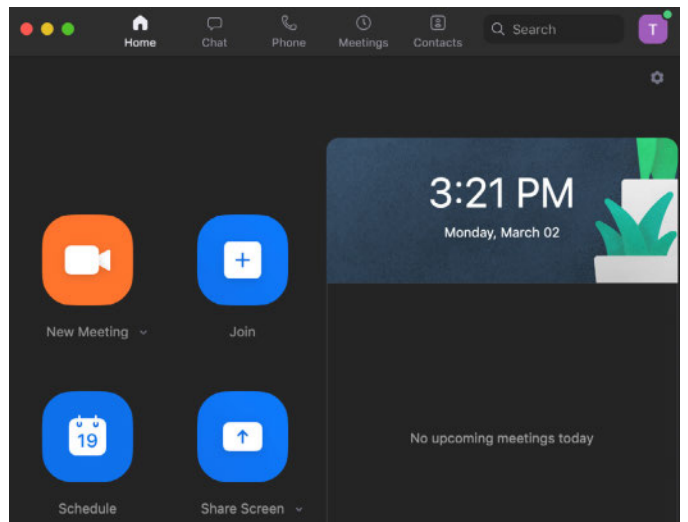 Home
Chat
Phone
Meetings
Contacts
Search
T
3:21 PM
Monday, March 02
New Meeting
Join
19
Schedule
Share Screen
No upcoming meetings today